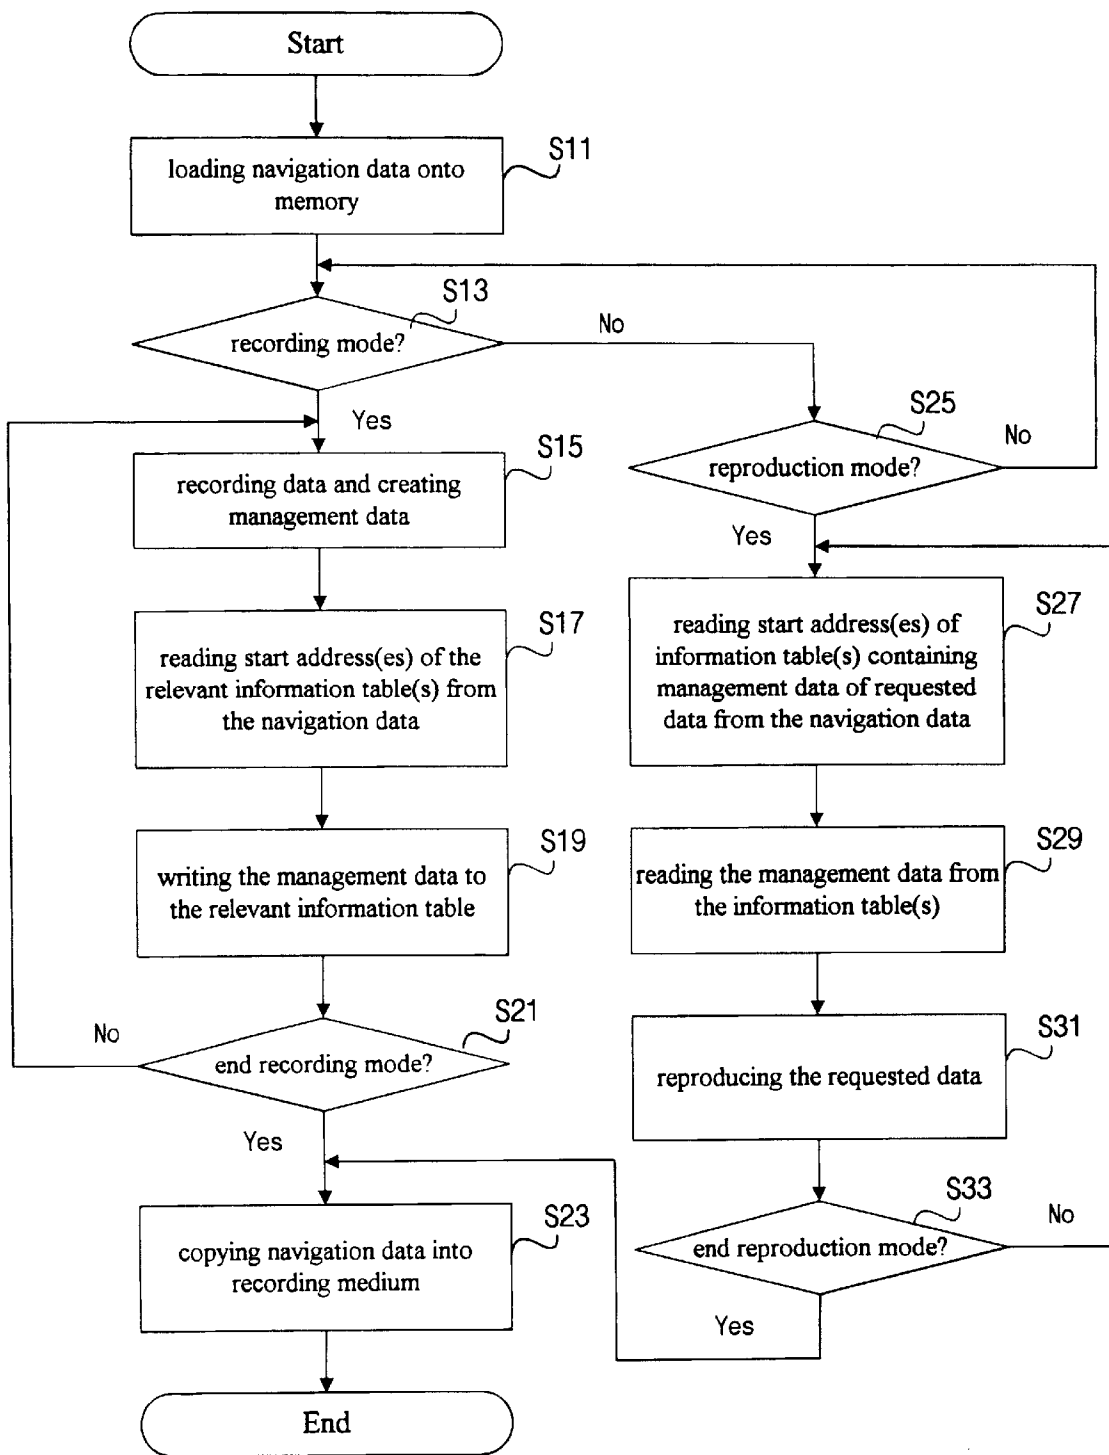 Start
S11
loading navigation data onto
memory
S13
recording mode?
No
Yes
S25
reproduction mode?
No
S15
recording data and creating
management data
Yes
S17
reading start address(es) of the
relevant information table(s) from
the navigation data
S27
reading start address(es) of
information table(s) containing
management data of requested
data from the navigation data
S19
writing the management data to
the relevant information table
S29
reading the management data from
the information table(s)
S21
No
end recording mode?
Yes
S31
reproducing the requested data
S33
No
end reproduction mode?
Yes
S23
copying navigation data into
recording medium
End